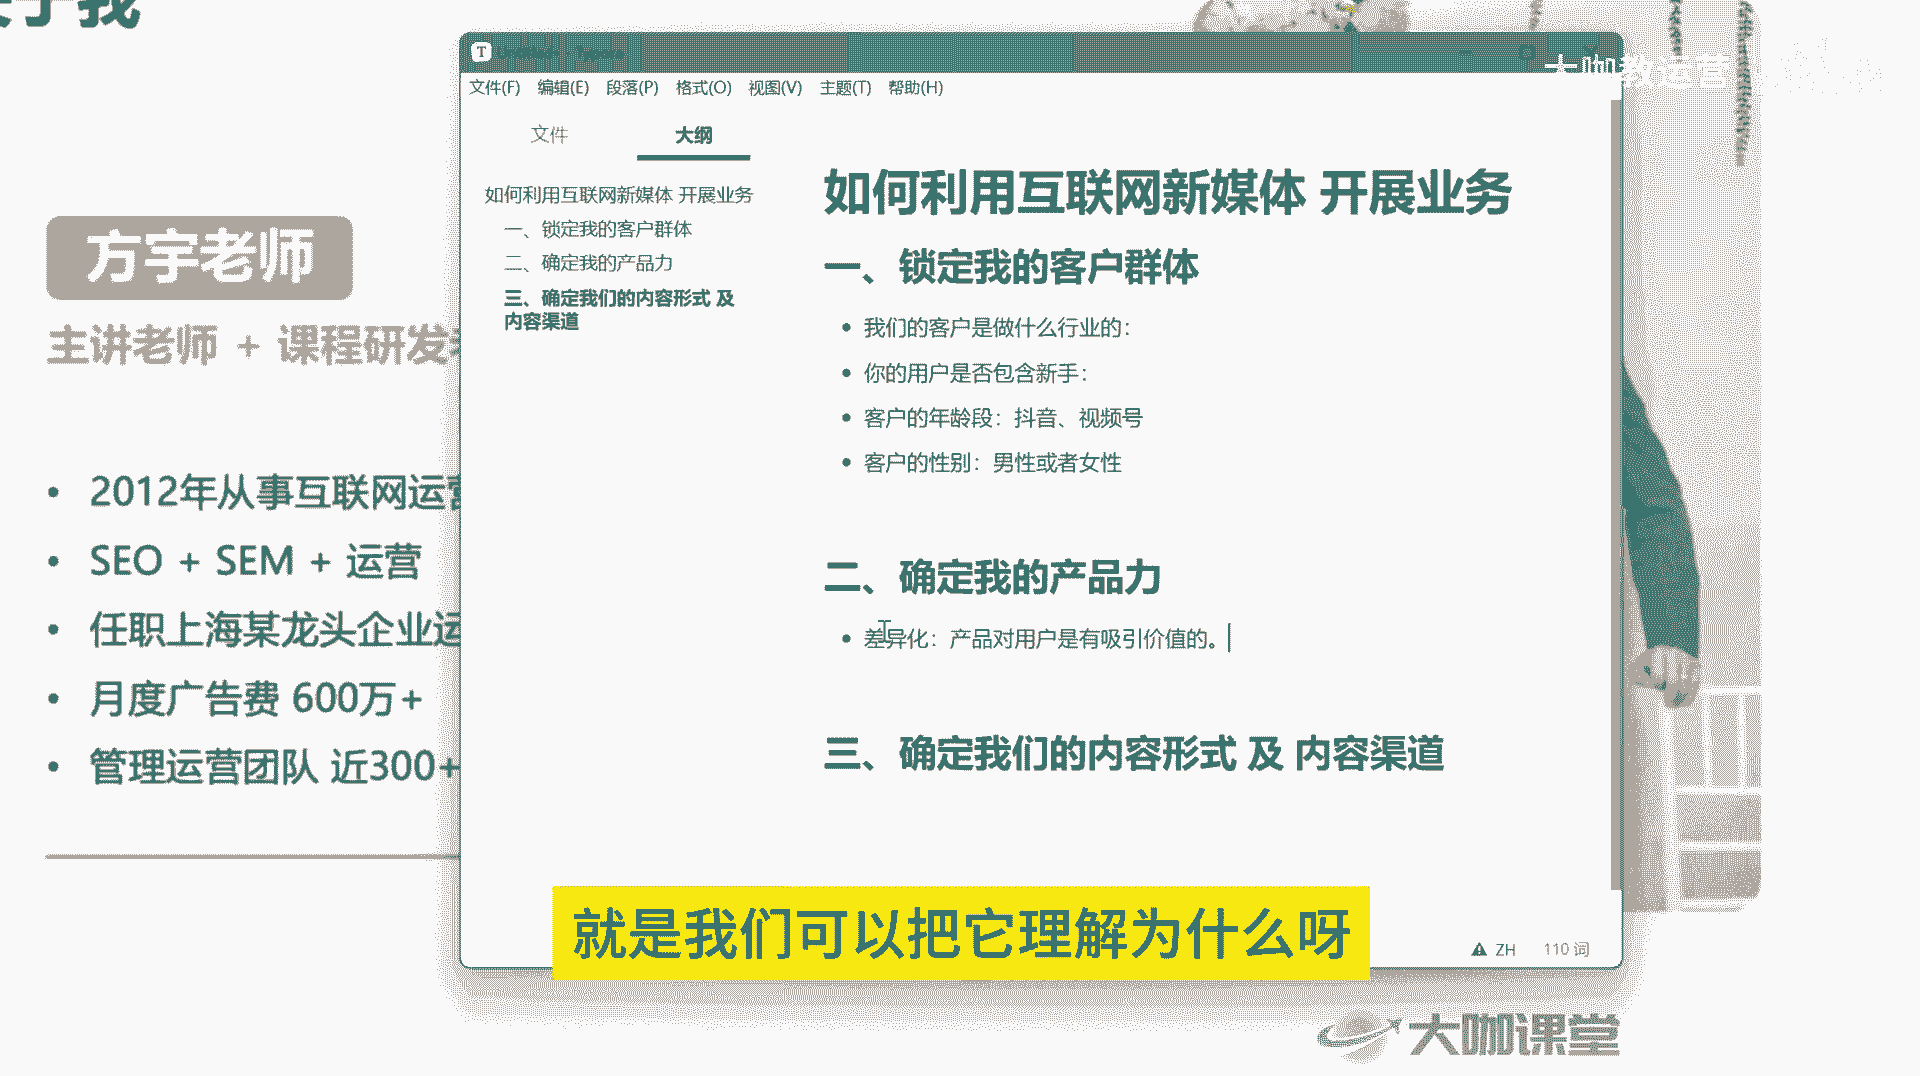 于我
方宇老师
主讲老师 + 课程研发
• 2012年从事互联网运营
• SEO + SEM + 运营
• 任职上海某龙头企业运
• 月度广告费 600万+
• 管理运营团队 近300+
文件(F) 编辑(E) 段落(P) 格式(O) 视图(V) 主题(T) 帮助(H)
文件 大纲
如何利用互联网新媒体 开展业务
一、锁定我的客户群体
二、确定我的产品力
三、确定我们的内容形式 及
内容渠道
如何利用互联网新媒体 开展业务
一、锁定我的客户群体
• 我们的客户是做什么行业的：
• 你的用户是否包含新手：
• 客户的年龄段：抖音、视频号
• 客户的性别：男性或者女性
二、确定我的产品力
• 差异化：产品对用户是有吸引价值的。
三、确定我们的内容形式 及 内容渠道
ZH 110 词
就是我们可以把它理解为什么呀
大咖教运营
大咖课堂